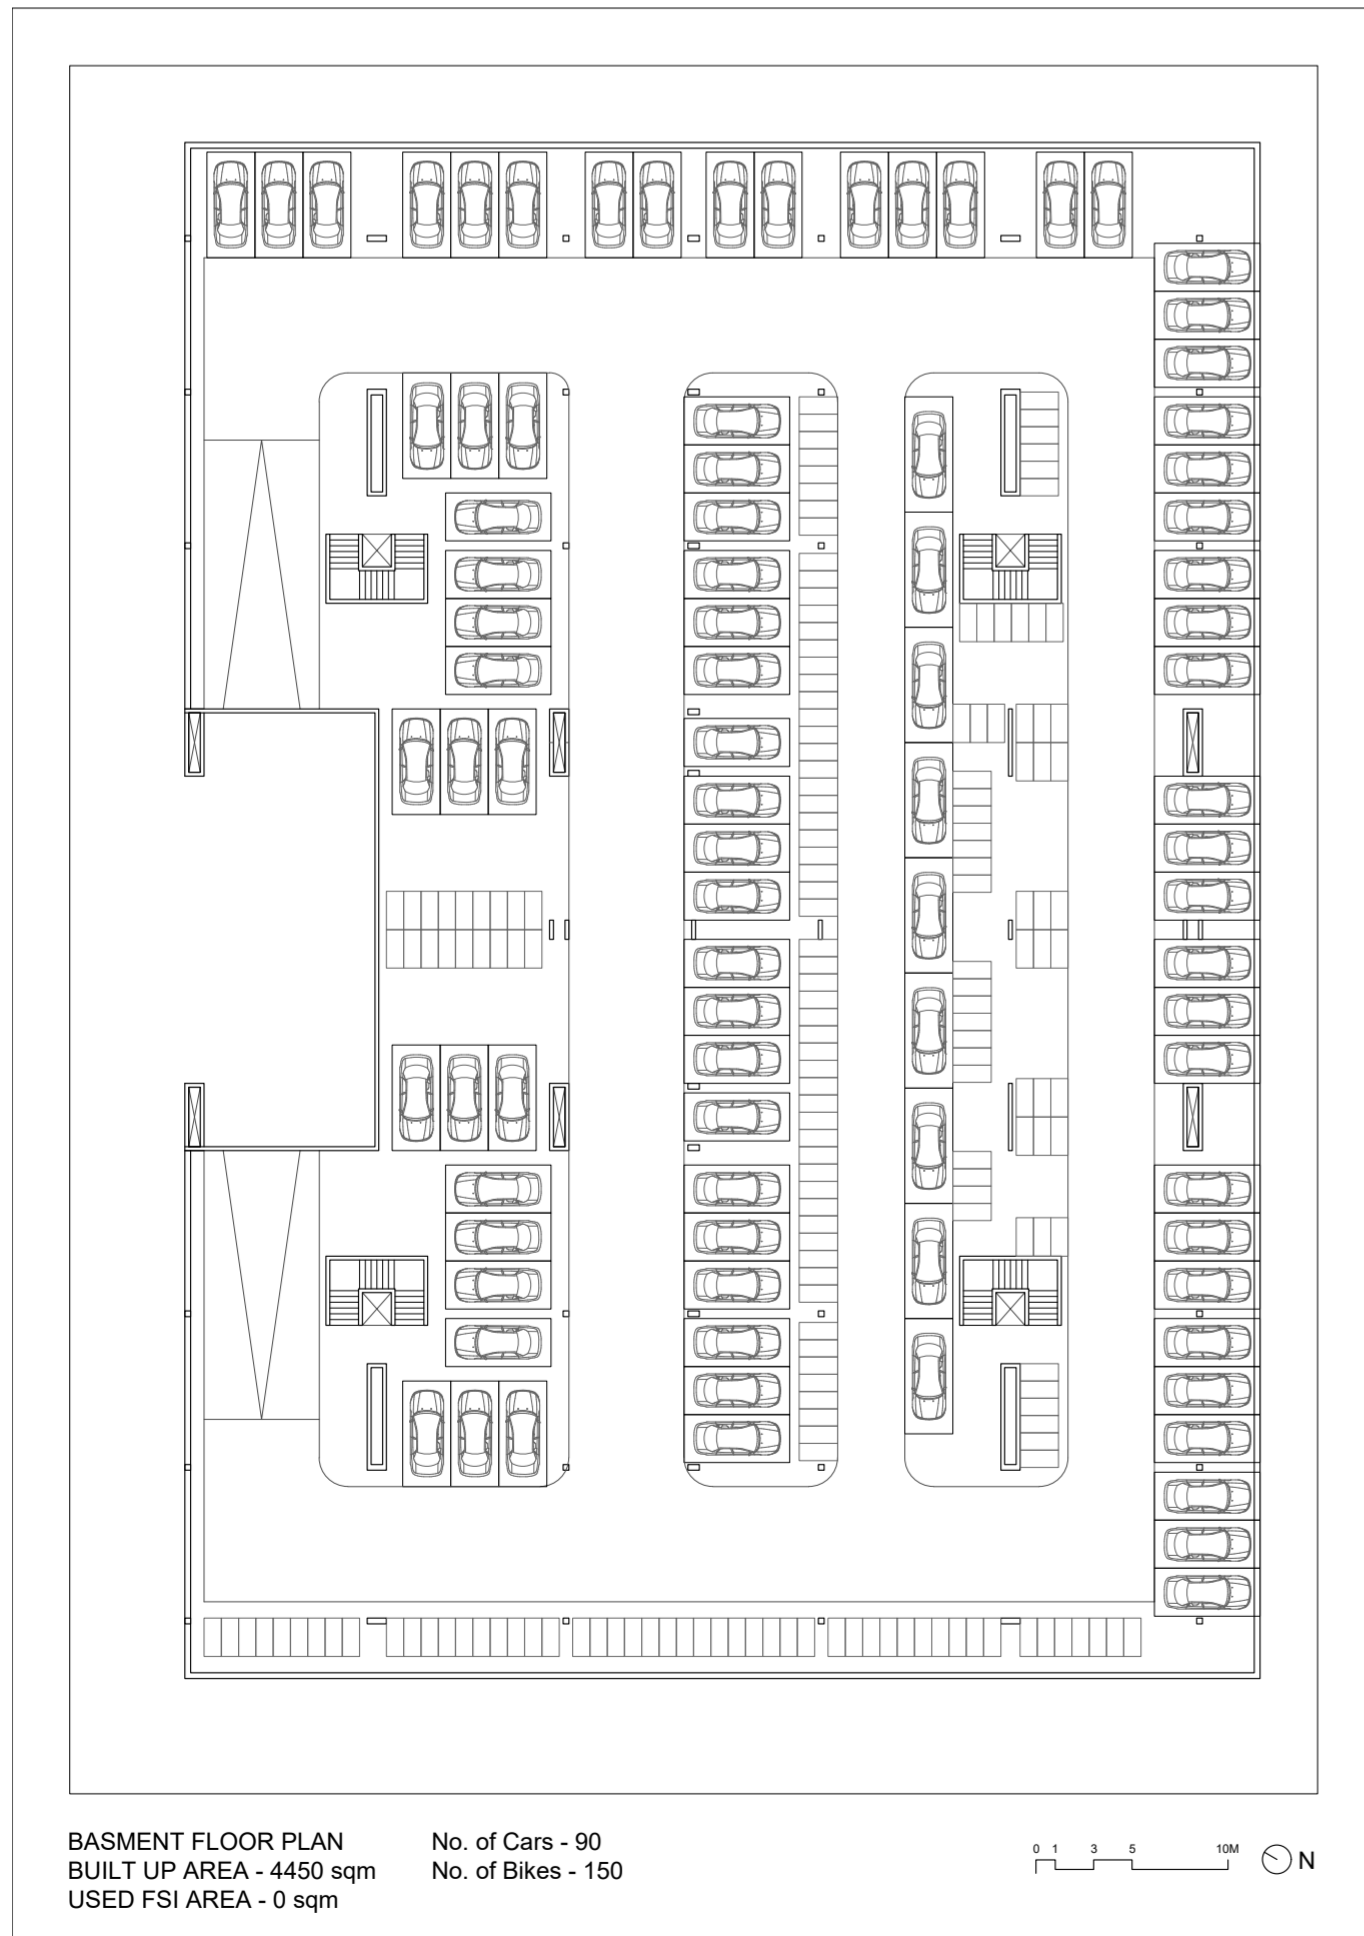 BASMENT FLOOR PLAN
BUILT UP AREA - 4450 sqm
USED FSI AREA - 0 sqm
No. of Cars - 90
No. of Bikes - 150
0 1 3 5 10M
N